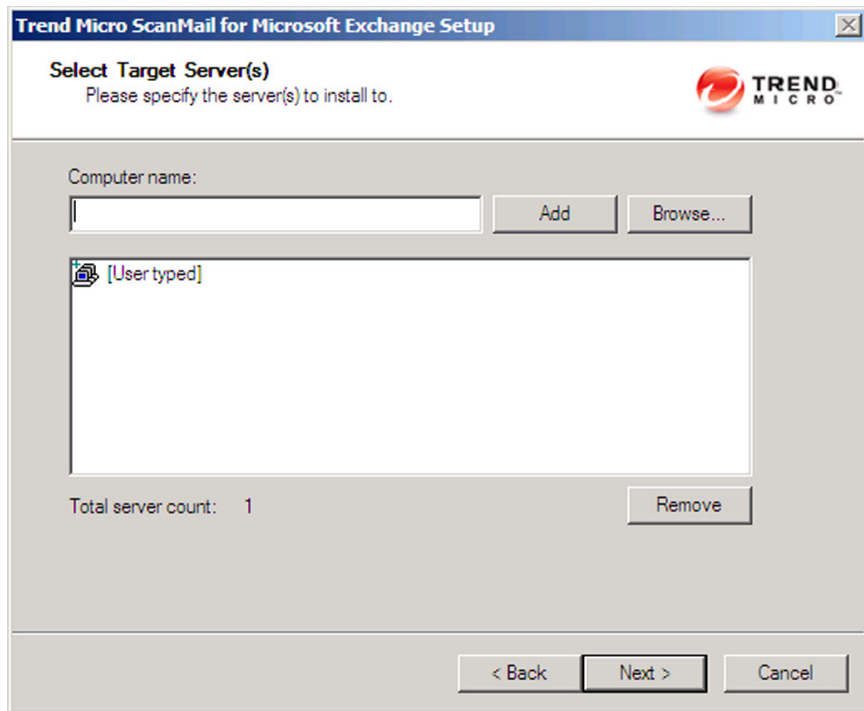 Trend Micro ScanMail for Microsoft Exchange Setup
Select Target Server(s)
Please specify the server(s) to install to.
TREND
MICRO™
Computer name:
Add
Browse...
[User typed]
Total server count: 1
Remove
< Back
Next >
Cancel